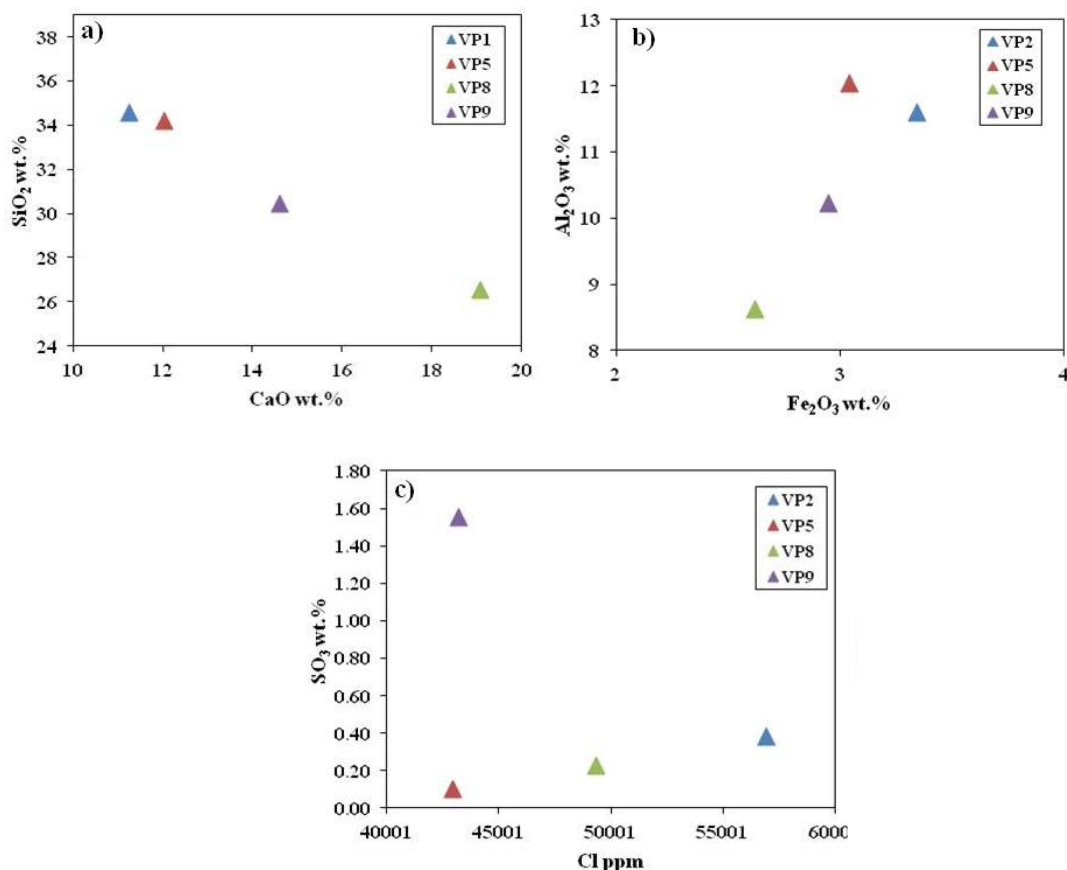 a)
38
36
34
32
30
28
26
24
SiO₂ wt.%
10 12 14 16 18 20
CaO wt.%
VP1
VP5
VP8
VP9
b)
13
12
11
10
9
8
Al₂O₃ wt.%
2 3 4
Fe₂O₃ wt.%
VP2
VP5
VP8
VP9
c)
1.80
1.60
1.40
1.20
1.00
0.80
0.60
0.40
0.20
0.00
SO₃ wt.%
40001 45001 50001 55001 6000
Cl ppm
VP2
VP5
VP8
VP9